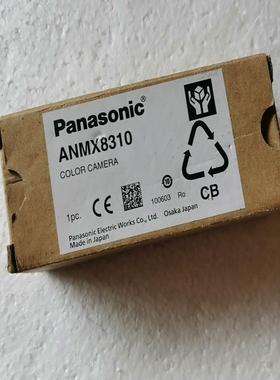 Panasonic®
ANMX8310
COLOR CAMERA
1pc. CE 100603 Ro CB
Panasonic Electric Works Co., Ltd. Osaka Japan
Made in Japan